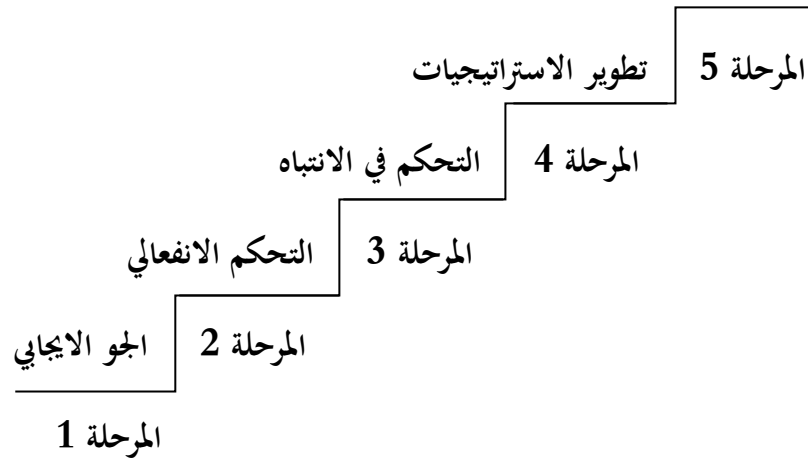 المرحلة 5
تطوير الاستراتيجيات
المرحلة 4
التحكم في الانتباه
المرحلة 3
التحكم الانفعالي
المرحلة 2
الجو الايجابي
المرحلة 1